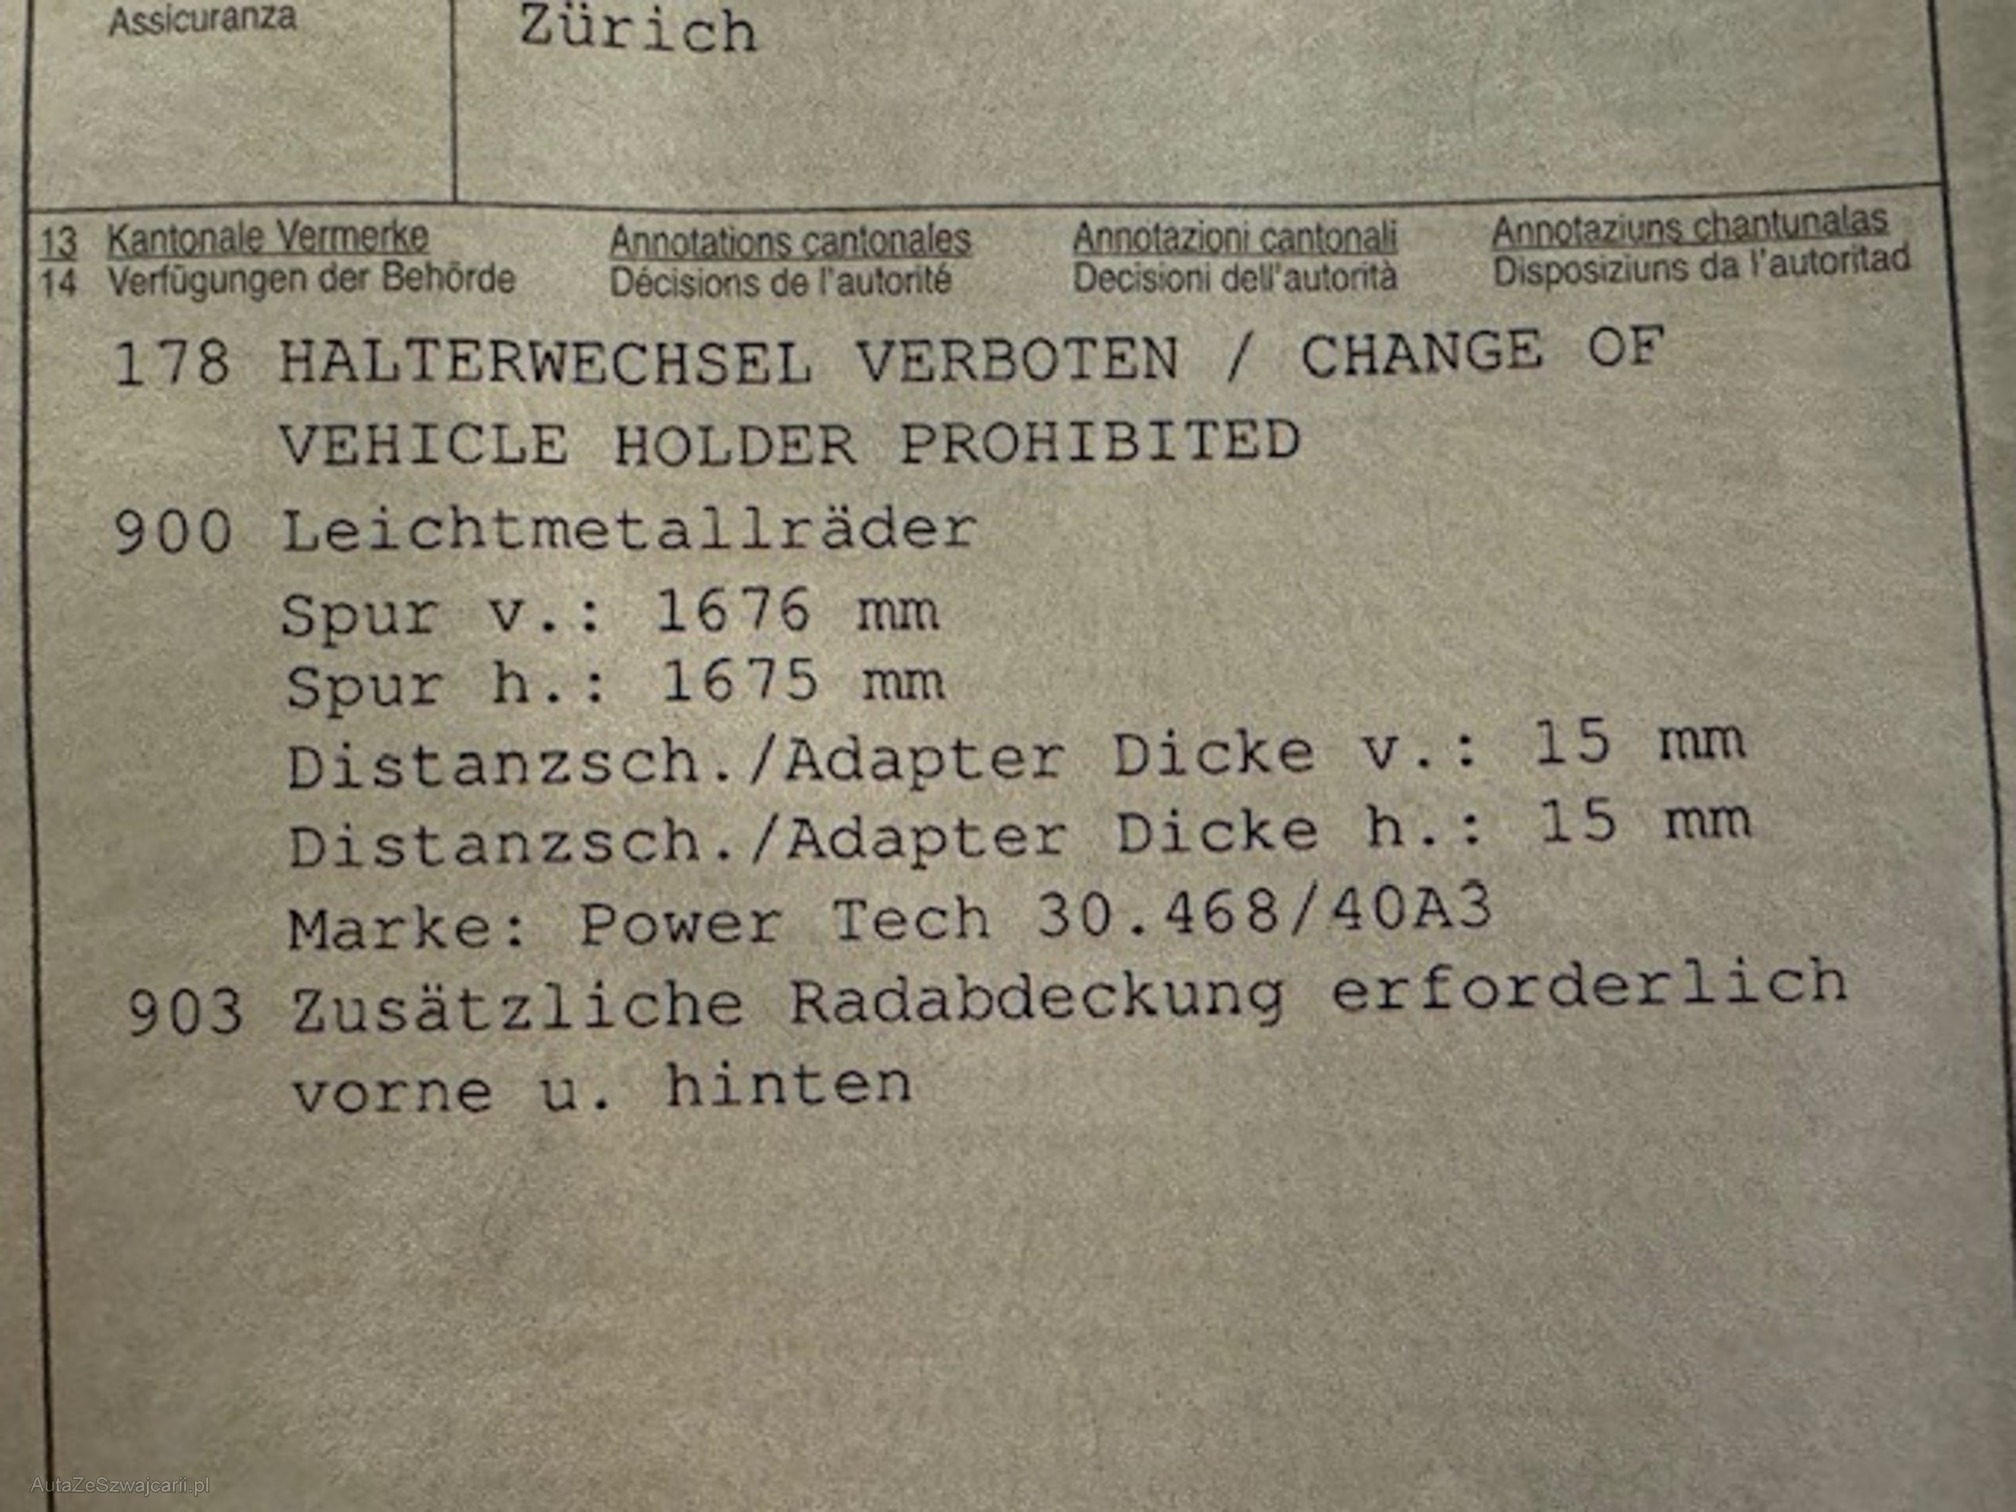 Assicuranza Zürich
13 Kantonale Vermerke Annotations cantonales Annotazioni cantonali Annotaziuns chantunalas
14 Verfügungen der Behörde Décisions de l'autorité Decisioni dell'autorità Disposiziuns da l'autoritad
178 HALTERWECHSEL VERBOTEN / CHANGE OF
VEHICLE HOLDER PROHIBITED
900 Leichtmetallräder
Spur v.: 1676 mm
Spur h.: 1675 mm
Distanzsch./Adapter Dicke v.: 15 mm
Distanzsch./Adapter Dicke h.: 15 mm
Marke: Power Tech 30.468/40A3
903 Zusätzliche Radabdeckung erforderlich
vorne u. hinten
AutaZeSzwajcarii.pl